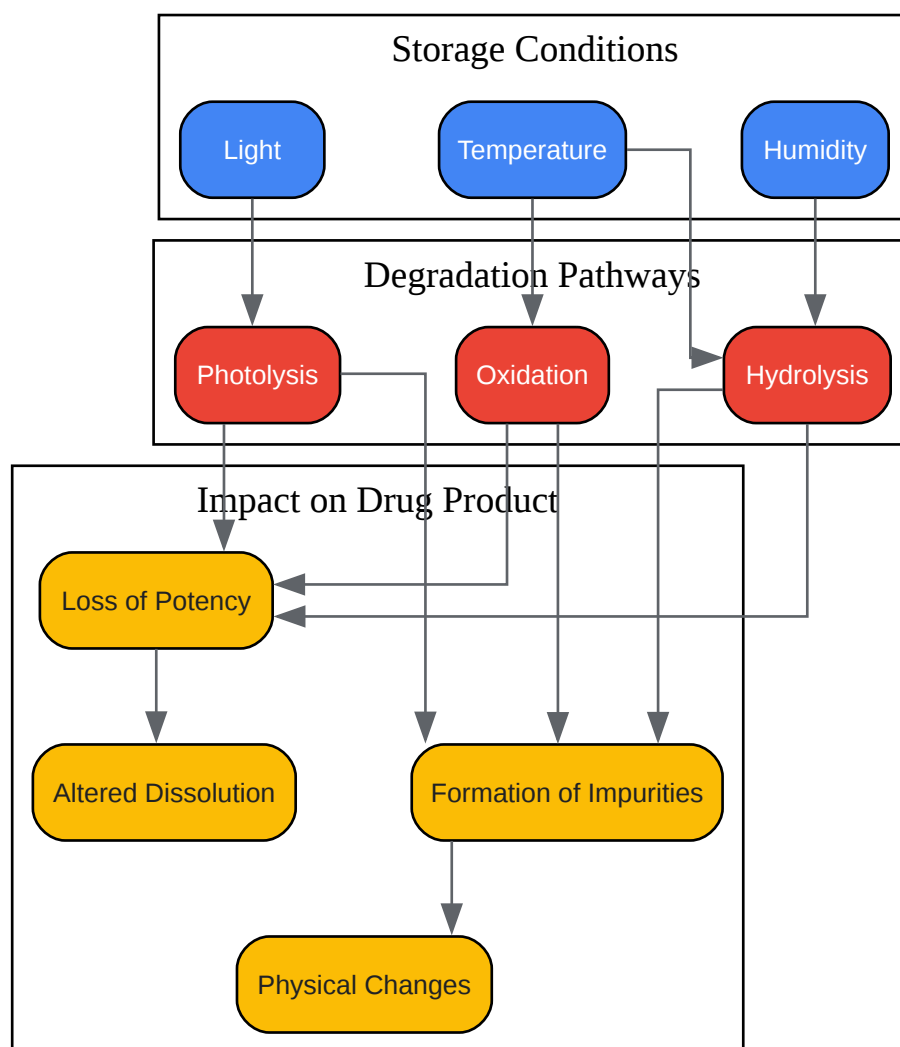 Storage Conditions
Light
Temperature
Humidity
Degradation Pathways
Photolysis
Oxidation
Hydrolysis
Impact on Drug Product
Loss of Potency
Altered Dissolution
Formation of Impurities
Physical Changes